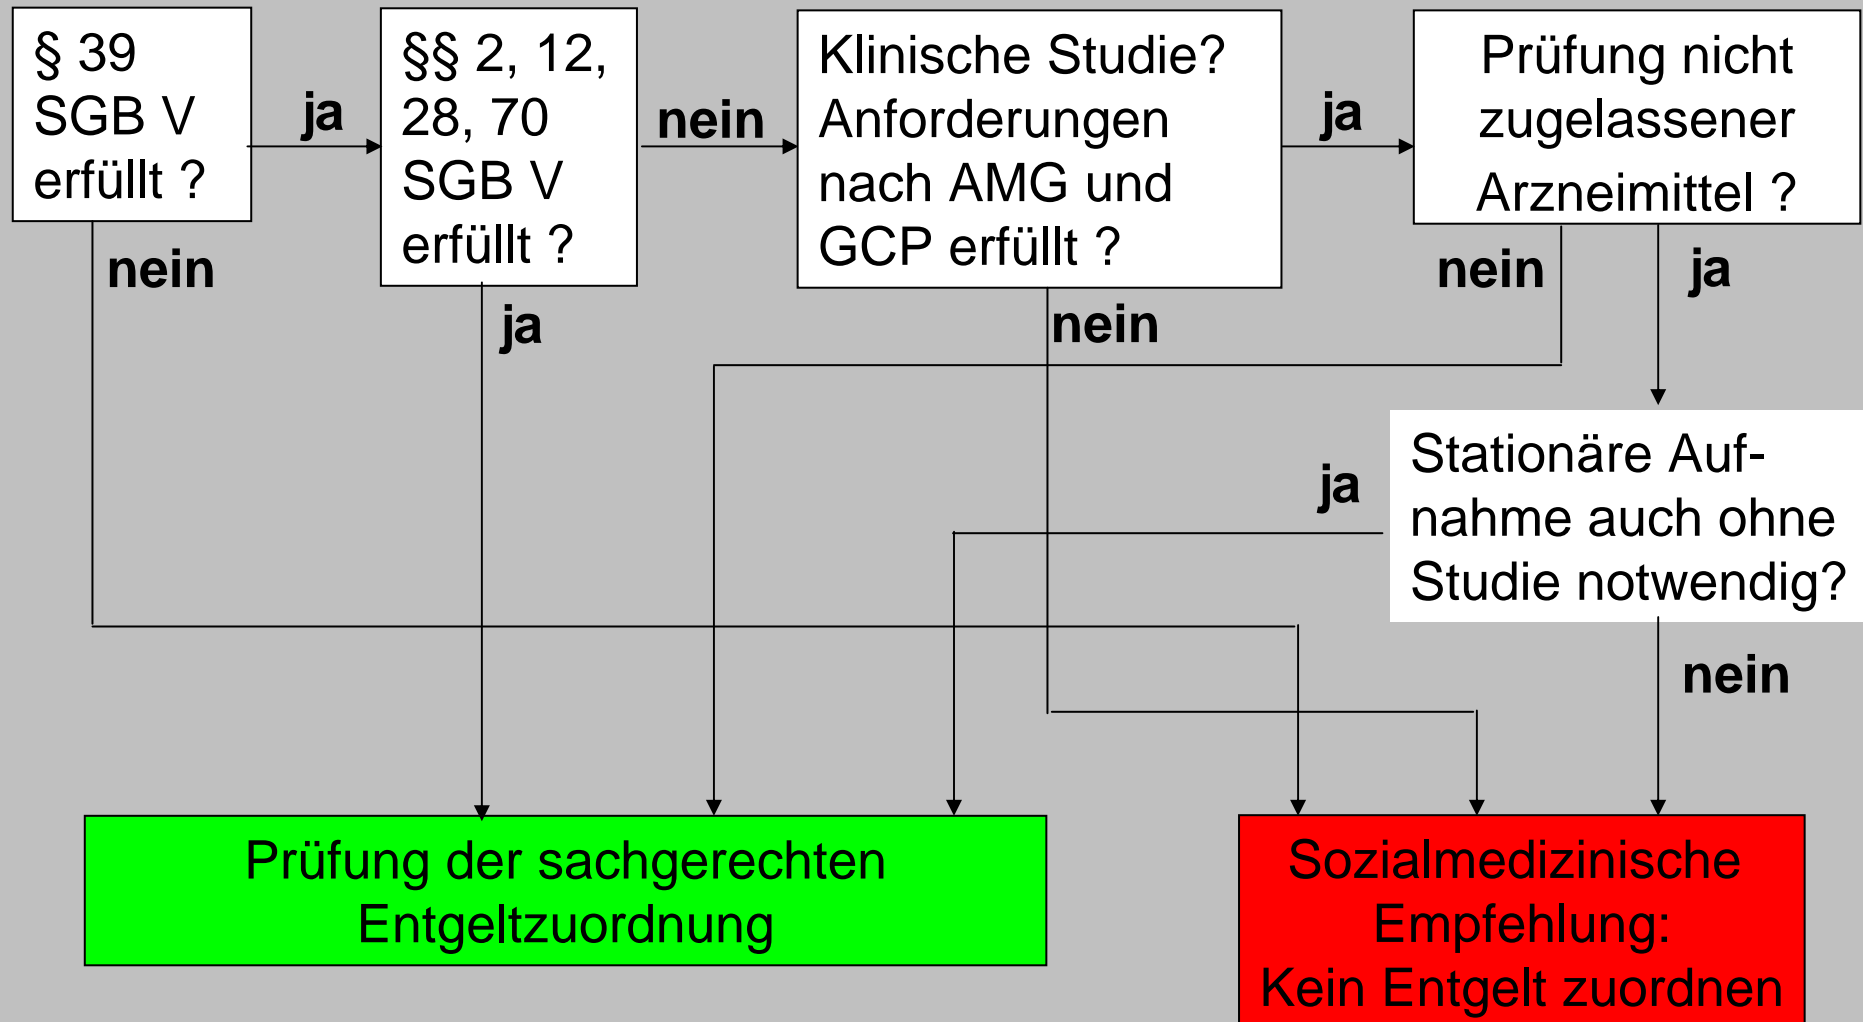 § 39
SGB V
erfüllt ?
ja
§§ 2, 12,
28, 70
SGB V
erfüllt ?
nein
Klinische Studie?
Anforderungen
nach AMG und
GCP erfüllt ?
ja
Prüfung nicht
zugelassener
Arzneimittel ?
nein
ja
nein
nein
ja
Stationäre Auf-
nahme auch ohne
Studie notwendig?
ja
nein
Prüfung der sachgerechten
Entgeltzuordnung
Sozialmedizinische
Empfehlung:
Kein Entgelt zuordnen